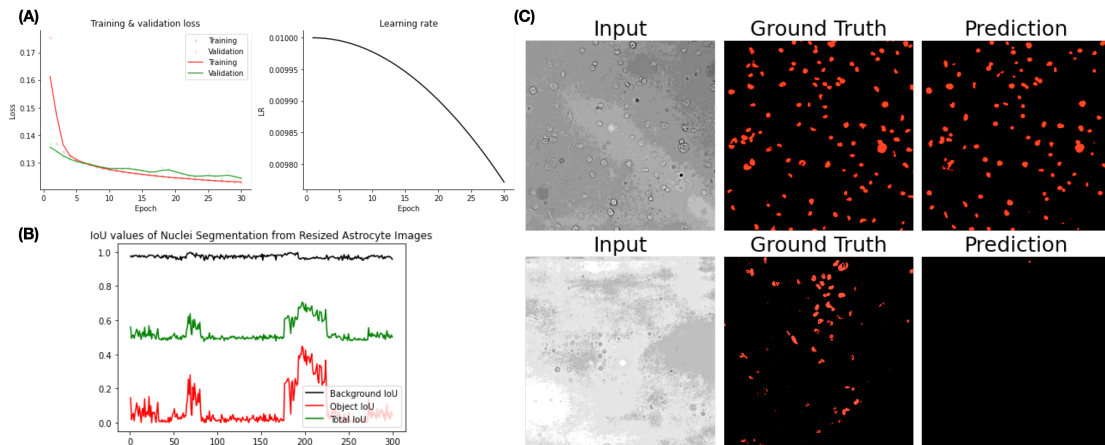 (A)
Training & validation loss
Training
Validation
Training
Validation
0.17
0.16
0.15
0.14
0.13
Loss
0 5 10 15 20 25 30
Epoch
Learning rate
0.01000
0.00995
0.00990
0.00985
0.00980
LR
0 5 10 15 20 25 30
Epoch
(B)
IoU values of Nuclei Segmentation from Resized Astrocyte Images
1.0
0.8
0.6
0.4
0.2
0.0
Background IoU
Object IoU
Total IoU
0 50 100 150 200 250 300
(C)
Input Ground Truth Prediction
Input Ground Truth Prediction